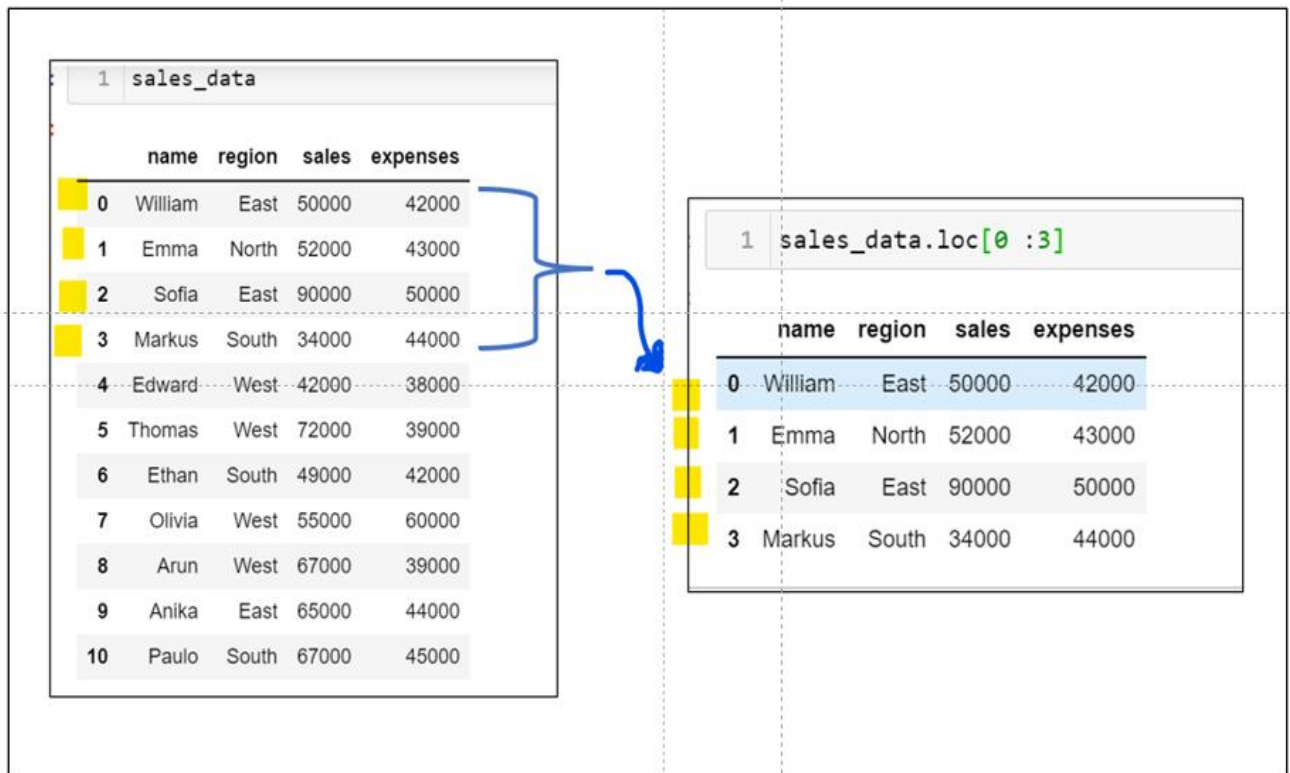 1 sales_data
name region sales expenses
0 William East 50000 42000
1 Emma North 52000 43000
2 Sofia East 90000 50000
3 Markus South 34000 44000
4 Edward West 42000 38000
5 Thomas West 72000 39000
6 Ethan South 49000 42000
7 Olivia West 55000 60000
8 Arun West 67000 39000
9 Anika East 65000 44000
10 Paulo South 67000 45000
1 sales_data.loc[0 :3]
name region sales expenses
0 William East 50000 42000
1 Emma North 52000 43000
2 Sofia East 90000 50000
3 Markus South 34000 44000